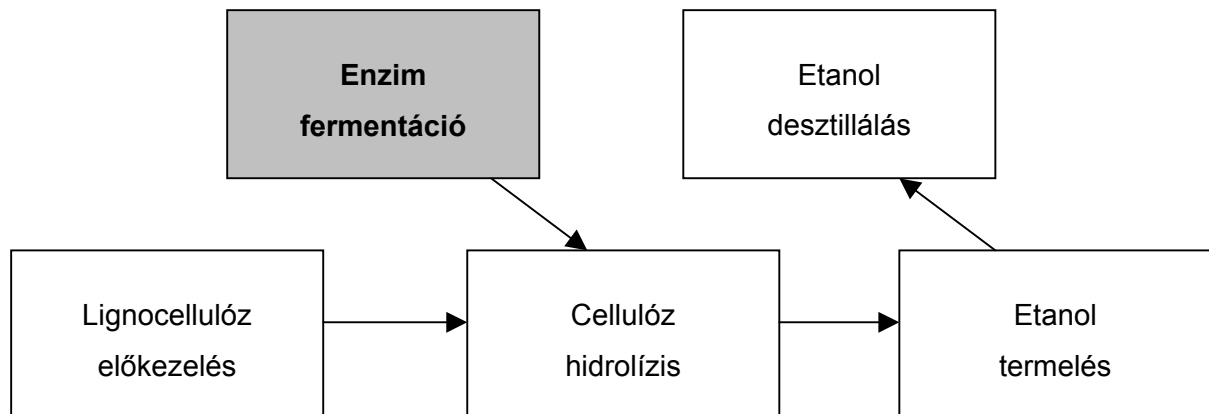 Enzim
fermentáció
Etanol
desztillálás
Lignocellulóz
előkezelés
Cellulóz
hidrolízis
Etanol
termelés